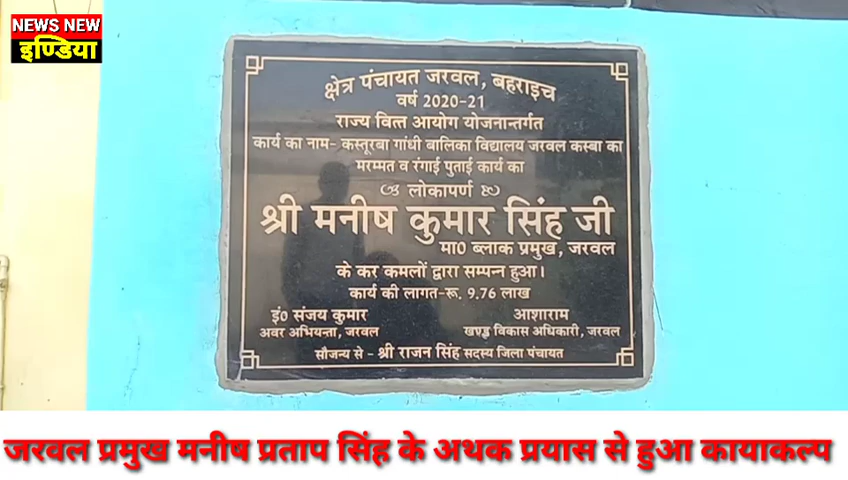 NEWS NEW
इण्डिया
क्षेत्र पंचायत जरवल, बहराइच
वर्ष 2020-21
राज्य वित्त आयोग योजनान्तर्गत
कार्य का नाम- कस्तूरबा गांधी बालिका विद्यालय जरवल कस्बा का
मरम्मत व रंगाई पुताई कार्य का
लोकापर्ण
श्री मनीष कुमार सिंह जी
मा0 ब्लाक प्रमुख, जरवल
के कर कमलों द्वारा सम्पन्न हुआ।
कार्य की लागत-रू. 9.76 लाख
इं0 संजय कुमार आशाराम
अवर अभियन्ता, जरवल खण्ड विकास अधिकारी, जरवल
सौजन्य से - श्री राजन सिंह सदस्य जिला पंचायत
जरवल प्रमुख मनीष प्रताप सिंह के अथक प्रयास से हुआ कायाकल्प